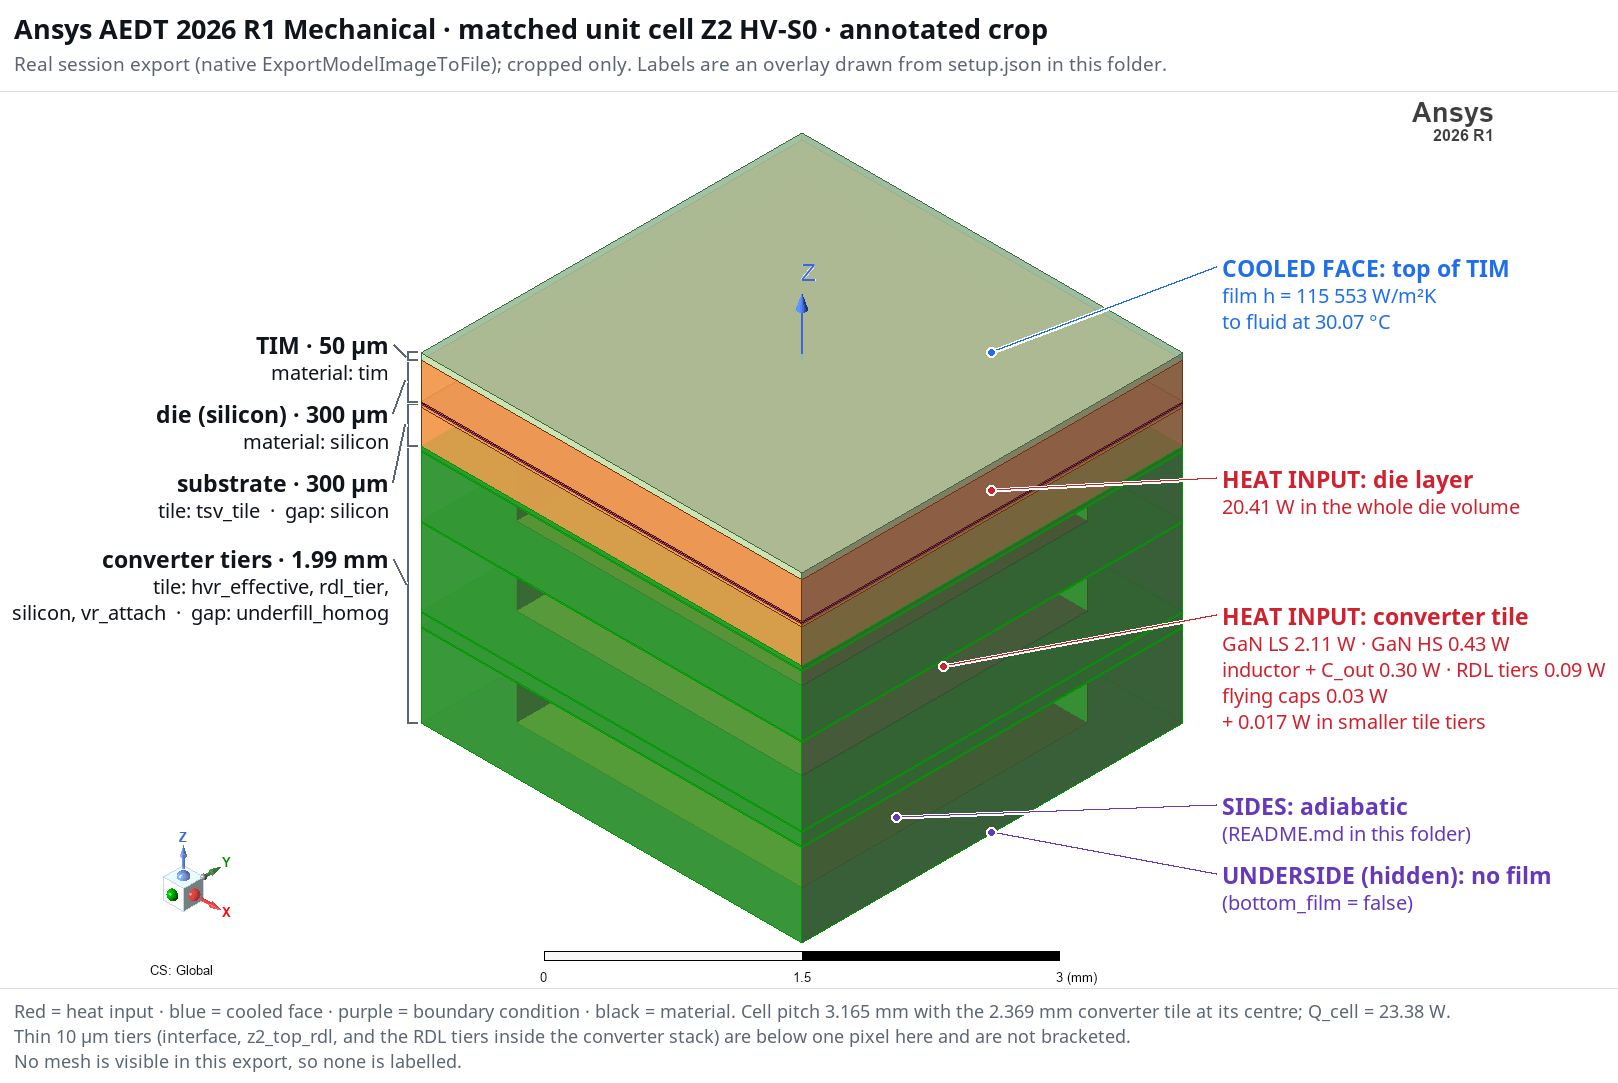 Ansys AEDT 2026 R1 Mechanical · matched unit cell Z2 HV-S0 · annotated crop
Real session export (native ExportModelImageToFile); cropped only. Labels are an overlay drawn from setup.json in this folder.
Ansys
2026 R1
Z
COOLED FACE: top of TIM
film h = 115 553 W/m²K
to fluid at 30.07 °C
TIM · 50 µm
material: tim
die (silicon) · 300 µm
material: silicon
substrate · 300 µm
tile: tsv_tile · gap: silicon
converter tiers · 1.99 mm
tile: hvr_effective, rdl_tier,
silicon, vr_attach · gap: underfill_homog
HEAT INPUT: die layer
20.41 W in the whole die volume
HEAT INPUT: converter tile
GaN LS 2.11 W · GaN HS 0.43 W
inductor + C_out 0.30 W · RDL tiers 0.09 W
flying caps 0.03 W
+ 0.017 W in smaller tile tiers
SIDES: adiabatic
(README.md in this folder)
UNDERSIDE (hidden): no film
(bottom_film = false)
Z
Y
X
CS: Global
0
1.5
3 (mm)
Red = heat input · blue = cooled face · purple = boundary condition · black = material. Cell pitch 3.165 mm with the 2.369 mm converter tile at its centre; Q_cell = 23.38 W.
Thin 10 µm tiers (interface, z2_top_rdl, and the RDL tiers inside the converter stack) are below one pixel here and are not bracketed.
No mesh is visible in this export, so none is labelled.